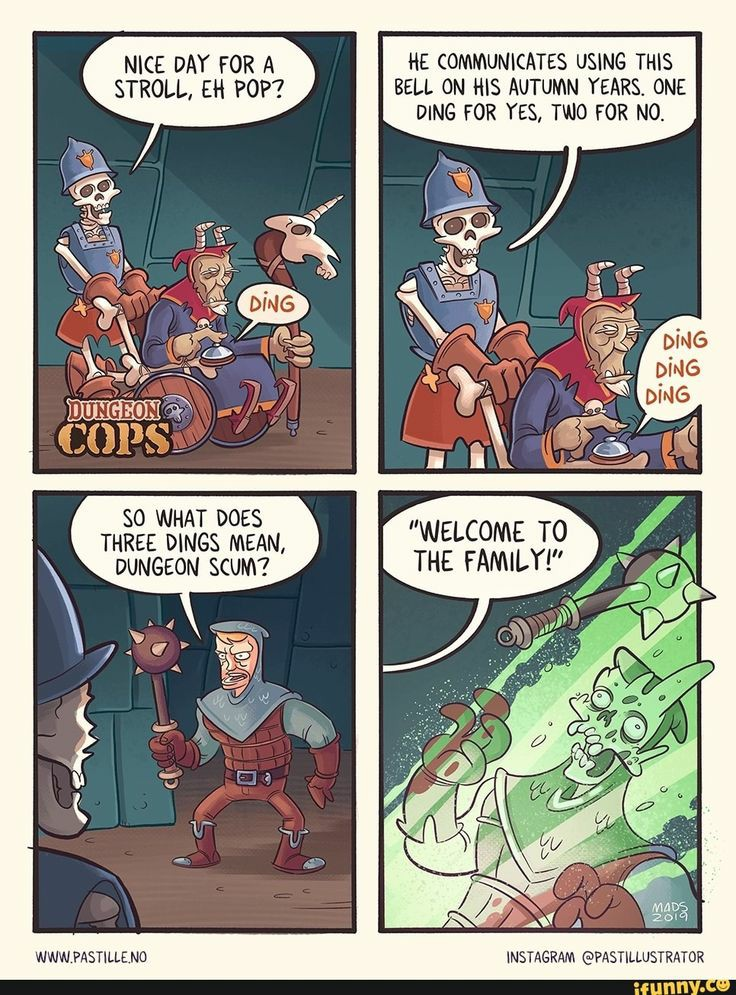 NICE DAY FOR A
STROLL, EH POP?
DING
DUNGEON
COPS
HE COMMUNICATES USING THIS
BELL ON HIS AUTUMN YEARS. ONE
DING FOR YES, TWO FOR NO.
DING
DING
DING
SO WHAT DOES
THREE DINGS MEAN,
DUNGEON SCUM?
"WELCOME TO
THE FAMILY!"
MADS
2019
WWW.PASTILLE.NO
INSTAGRAM @PASTILLUSTRATOR
ifunny.co